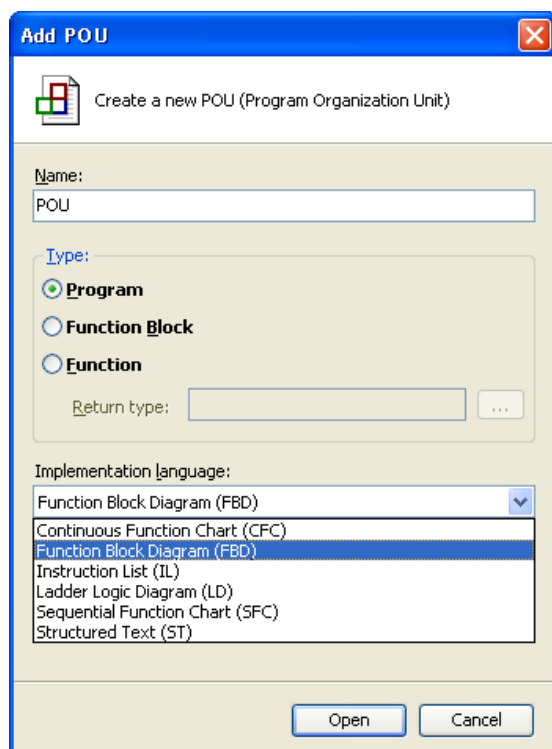 Add POU
Create a new POU (Program Organization Unit)
Name:
POU
Type:
Program
Function Block
Function
Return type:
...
Implementation language:
Function Block Diagram (FBD)
Continuous Function Chart (CFC)
Function Block Diagram (FBD)
Instruction List (IL)
Ladder Logic Diagram (LD)
Sequential Function Chart (SFC)
Structured Text (ST)
Open Cancel